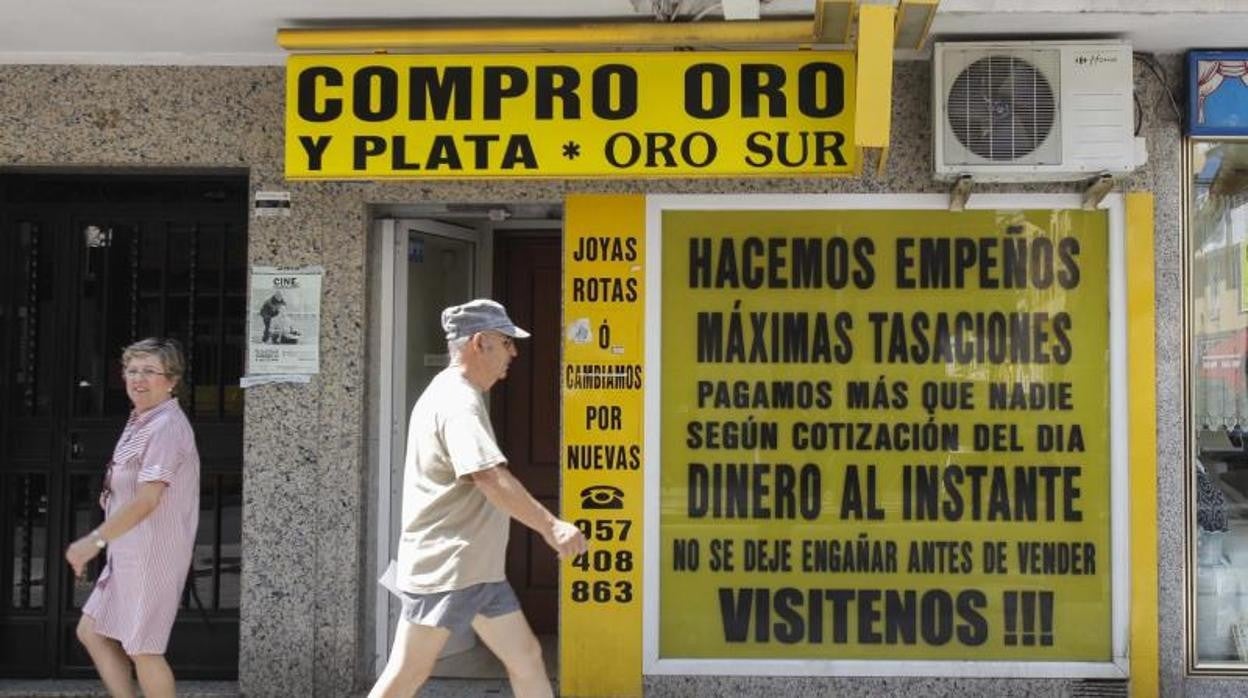 COMPRO ORO
Y PLATA * ORO SUR
Home
CINE
JOYAS
ROTAS
Ó
CAMBIAMOS
POR
NUEVAS
957
408
863
HACEMOS EMPEÑOS
MÁXIMAS TASACIONES
PAGAMOS MÁS QUE NADIE
SEGÚN COTIZACIÓN DEL DIA
DINERO AL INSTANTE
NO SE DEJE ENGAÑAR ANTES DE VENDER
VISITENOS !!!